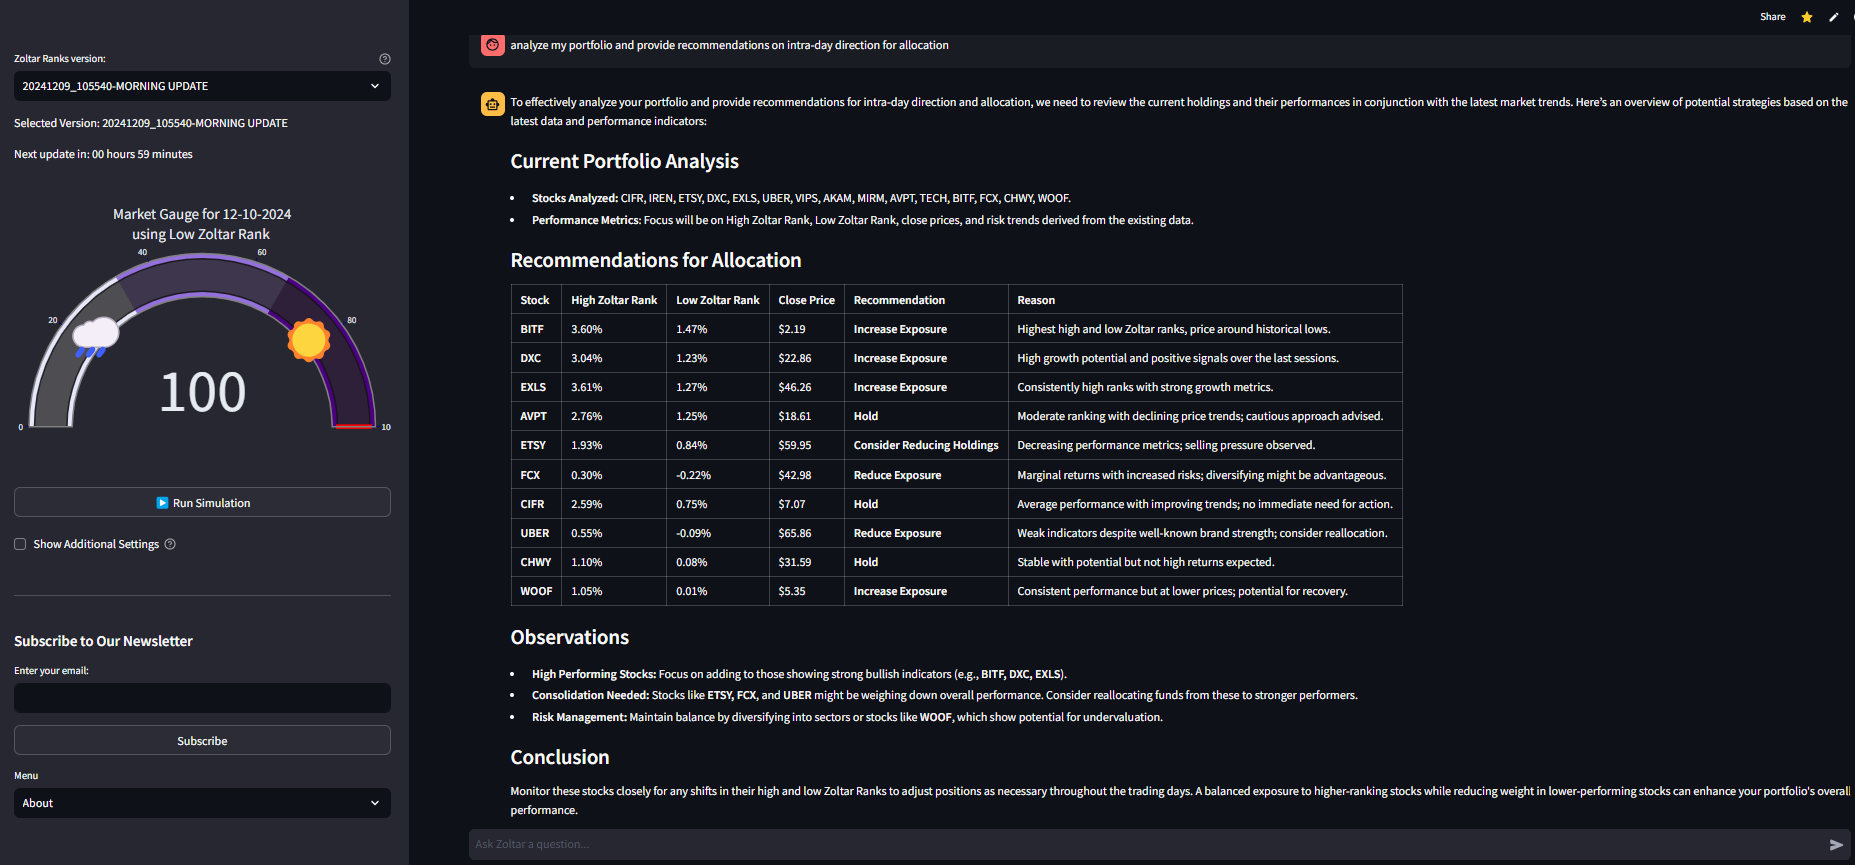 Share
Zoltar Ranks version:
20241209_105540-MORNING UPDATE
Selected Version: 20241209_105540-MORNING UPDATE
Next update in: 00 hours 59 minutes
Market Gauge for 12-10-2024
using Low Zoltar Rank
0
20
40
60
80
10
100
Run Simulation
Show Additional Settings
Subscribe to Our Newsletter
Enter your email:
Subscribe
Menu
About
analyze my portfolio and provide recommendations on intra-day direction for allocation
To effectively analyze your portfolio and provide recommendations for intra-day direction and allocation, we need to review the current holdings and their performances in conjunction with the latest market trends. Here's an overview of potential strategies based on the
latest data and performance indicators:
Current Portfolio Analysis
• Stocks Analyzed: CIFR, IREN, ETSY, DXC, EXLS, UBER, VIPS, AKAM, MIRM, AVPT, TECH, BITF, FCX, CHWY, WOOF.
• Performance Metrics: Focus will be on High Zoltar Rank, Low Zoltar Rank, close prices, and risk trends derived from the existing data.
Recommendations for Allocation
Stock High Zoltar Rank Low Zoltar Rank Close Price Recommendation Reason
BITF 3.60% 1.47% $2.19 Increase Exposure Highest high and low Zoltar ranks, price around historical lows.
DXC 3.04% 1.23% $22.86 Increase Exposure High growth potential and positive signals over the last sessions.
EXLS 3.61% 1.27% $46.26 Increase Exposure Consistently high ranks with strong growth metrics.
AVPT 2.76% 1.25% $18.61 Hold Moderate ranking with declining price trends; cautious approach advised.
ETSY 1.93% 0.84% $59.95 Consider Reducing Holdings Decreasing performance metrics; selling pressure observed.
FCX 0.30% -0.22% $42.98 Reduce Exposure Marginal returns with increased risks; diversifying might be advantageous.
CIFR 2.59% 0.75% $7.07 Hold Average performance with improving trends; no immediate need for action.
UBER 0.55% -0.09% $65.86 Reduce Exposure Weak indicators despite well-known brand strength; consider reallocation.
CHWY 1.10% 0.08% $31.59 Hold Stable with potential but not high returns expected.
WOOF 1.05% 0.01% $5.35 Increase Exposure Consistent performance but at lower prices; potential for recovery.
Observations
• High Performing Stocks: Focus on adding to those showing strong bullish indicators (e.g., BITF, DXC, EXLS).
• Consolidation Needed: Stocks like ETSY, FCX, and UBER might be weighing down overall performance. Consider reallocating funds from these to stronger performers.
• Risk Management: Maintain balance by diversifying into sectors or stocks like WOOF, which show potential for undervaluation.
Conclusion
Monitor these stocks closely for any shifts in their high and low Zoltar Ranks to adjust positions as necessary throughout the trading days. A balanced exposure to higher-ranking stocks while reducing weight in lower-performing stocks can enhance your portfolio's overall
performance.
Ask Zoltar a question...